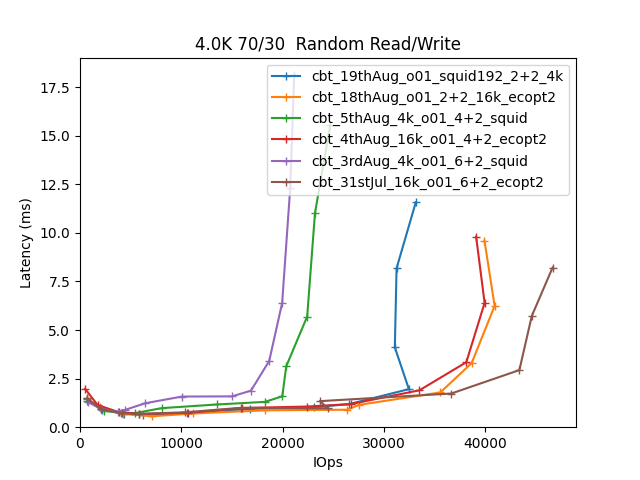 4.0K 70/30  Random Read/Write
cbt_19thAug_o01_squid192_2+2_4k
cbt_18thAug_o01_2+2_16k_ecopt2
cbt_5thAug_4k_o01_4+2_squid
cbt_4thAug_16k_o01_4+2_ecopt2
cbt_3rdAug_4k_o01_6+2_squid
cbt_31stJul_16k_o01_6+2_ecopt2
Latency (ms)
17.5
15.0
12.5
10.0
7.5
5.0
2.5
0.0
0 10000 20000 30000 40000
IOps